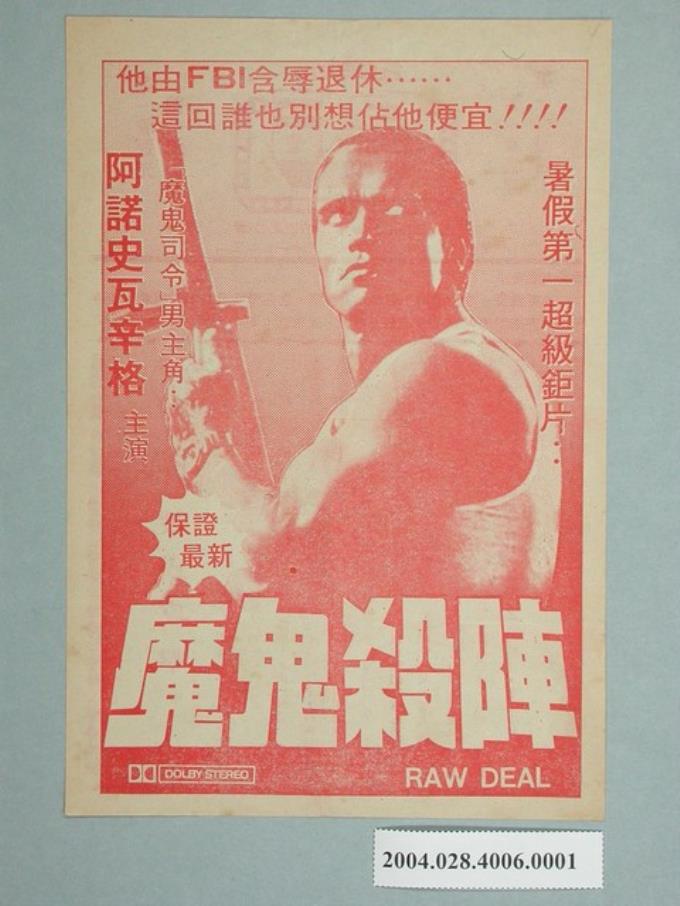 他由FBI含辱退休⋯⋯
這回誰也別想佔他便宜!!!!
暑假第一超級鉅片⋯
「魔鬼司令」男主角⋯
阿諾史瓦辛格 主演
保證
最新
魔鬼殺陣
DOLBY STEREO
RAW DEAL
2004.028.4006.0001